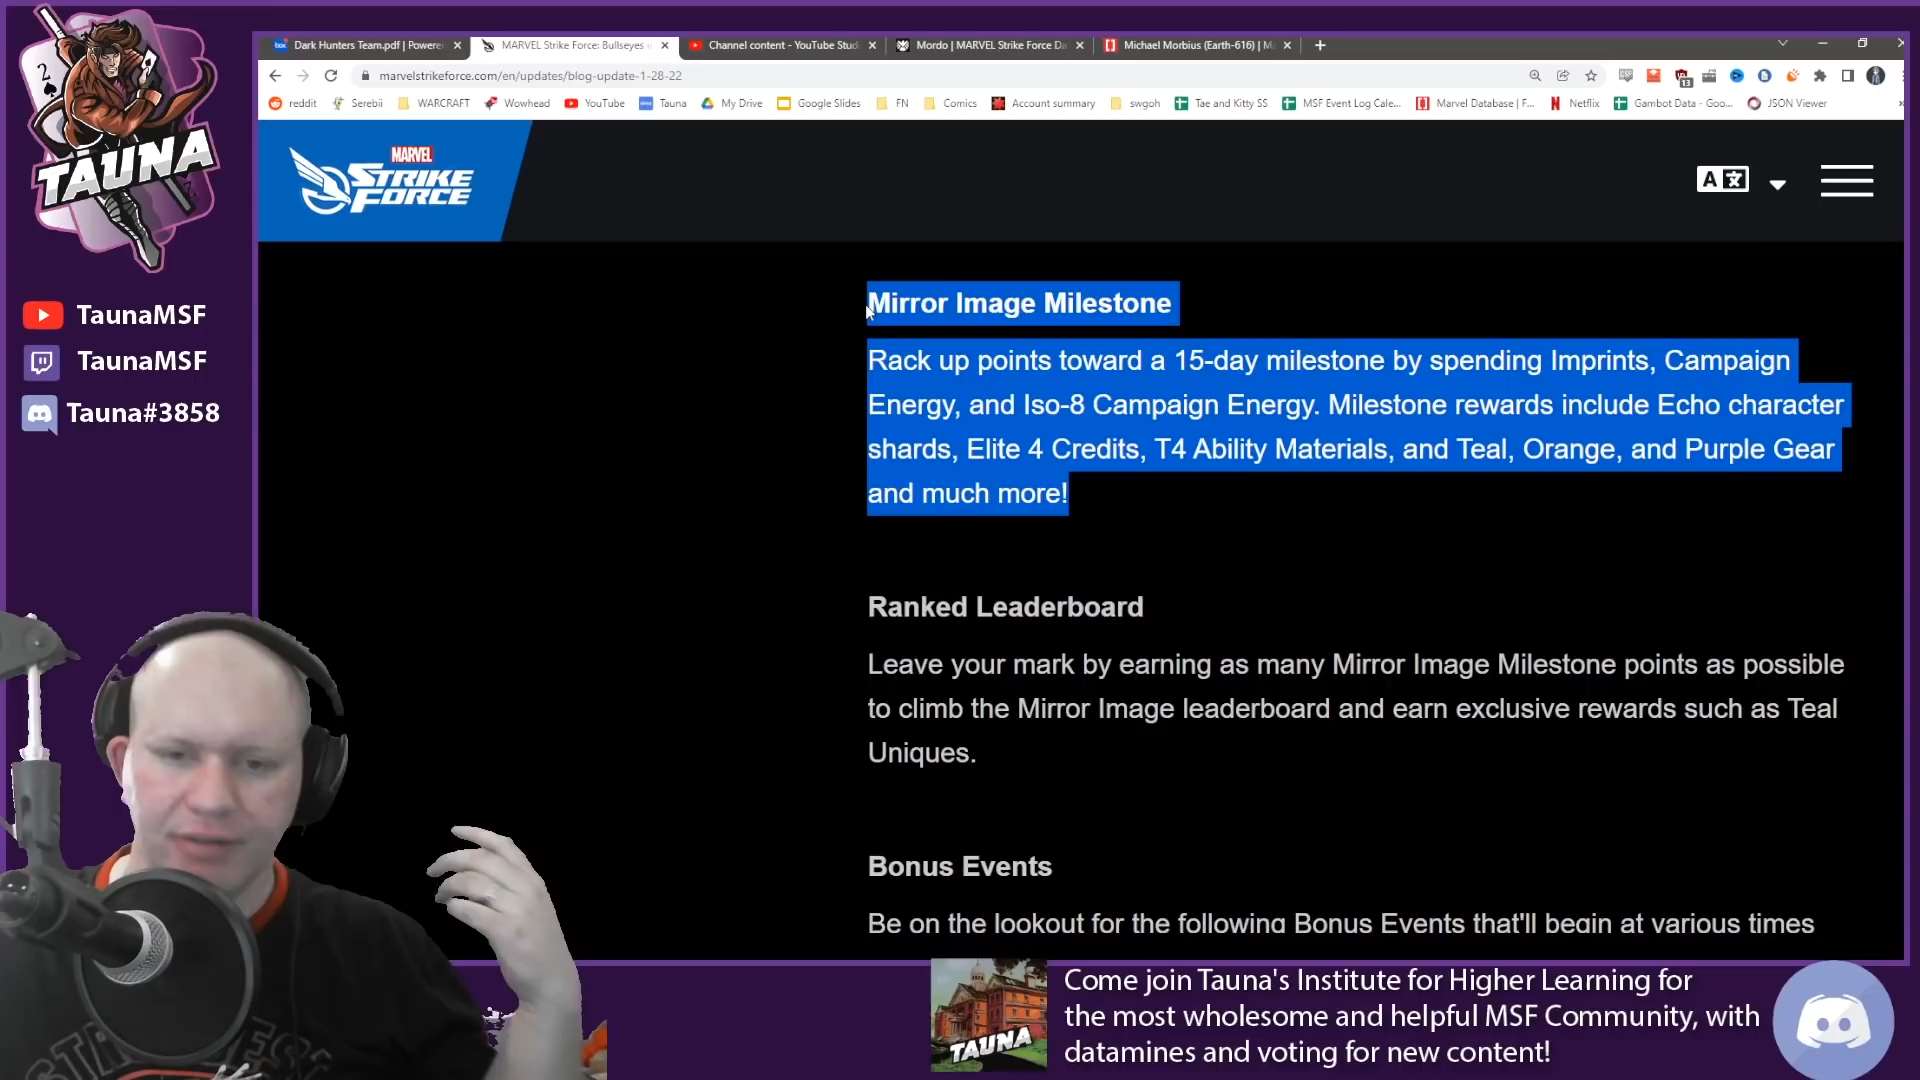 2
TAUNA
TaunaMSF
TaunaMSF
Tauna#3858
Dark Hunters Team.pdf | Powere
MARVEL Strike Force: Bullseyes
Channel content - YouTube Stud
Mordo | MARVEL Strike Force Da
Michael Morbius (Earth-616) | M
marvelstrikeforce.com/en/updates/blog-update-1-28-22
13
reddit
Serebii
WARCRAFT
Wowhead
YouTube
Tauna
My Drive
Google Slides
FN
Comics
Account summary
swgoh
Tae and Kitty SS
MSF Event Log Cale...
Marvel Database | F...
Netflix
Gambot Data - Goo...
JSON Viewer
MARVEL
STRIKE
FORCE
A 文
Mirror Image Milestone
Rack up points toward a 15-day milestone by spending Imprints, Campaign
Energy, and Iso-8 Campaign Energy. Milestone rewards include Echo character
shards, Elite 4 Credits, T4 Ability Materials, and Teal, Orange, and Purple Gear
and much more!
Ranked Leaderboard
Leave your mark by earning as many Mirror Image Milestone points as possible
to climb the Mirror Image leaderboard and earn exclusive rewards such as Teal
Uniques.
Bonus Events
Be on the lookout for the following Bonus Events that'll begin at various times
TAUNA
Come join Tauna's Institute for Higher Learning for
the most wholesome and helpful MSF Community, with
datamines and voting for new content!